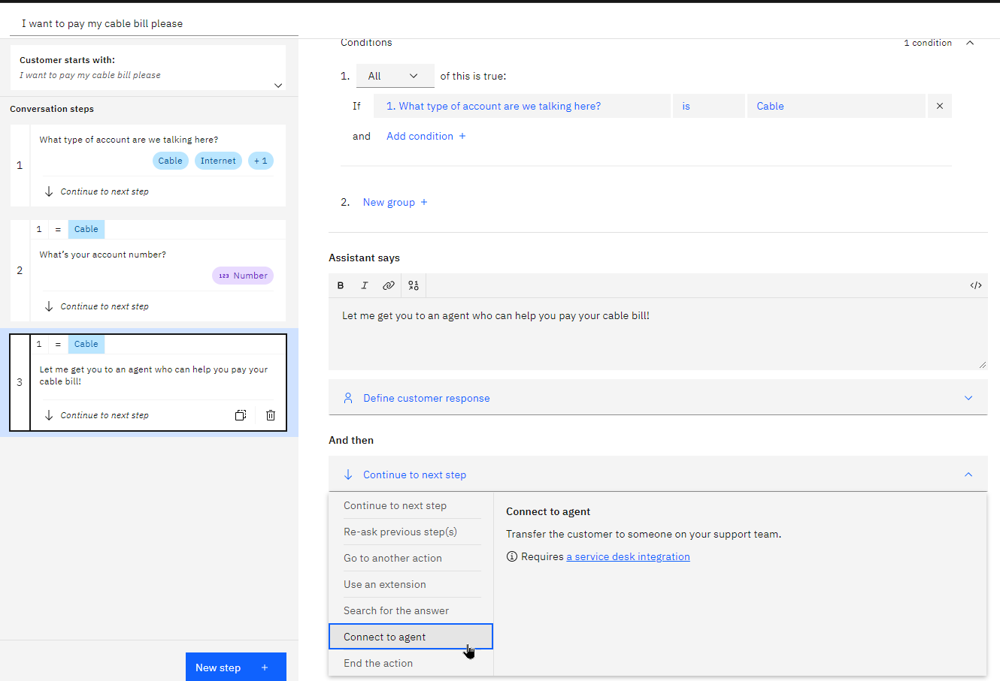 I want to pay my cable bill please
Customer starts with:
I want to pay my cable bill please
Conversation steps
1
What type of account are we talking here?
Cable Internet + 1
Continue to next step
2
1 = Cable
What's your account number?
123 Number
Continue to next step
3
1 = Cable
Let me get you to an agent who can help you pay your
cable bill!
Continue to next step
New step +
Conditions 1 condition
1. All of this is true:
If 1. What type of account are we talking here? is Cable ×
and Add condition +
2. New group +
Assistant says
B I </>
Let me get you to an agent who can help you pay your cable bill!
Define customer response
And then
Continue to next step
Continue to next step
Re-ask previous step(s)
Go to another action
Use an extension
Search for the answer
Connect to agent
End the action
Connect to agent
Transfer the customer to someone on your support team.
Requires a service desk integration